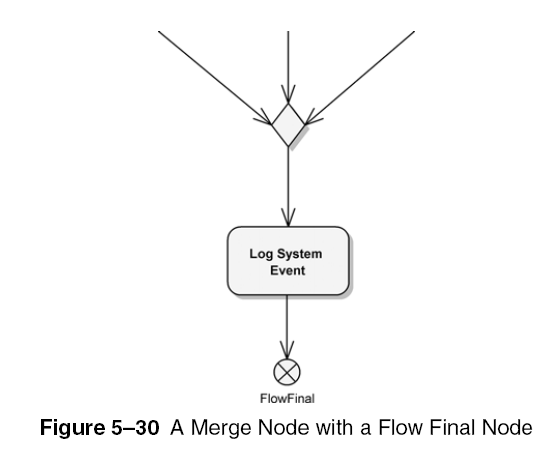 Log System
Event
FlowFinal
Figure 5–30 A Merge Node with a Flow Final Node